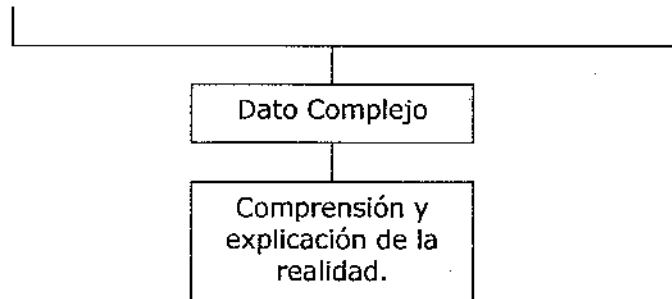 Dato Complejo
Comprensión y
explicación de la
realidad.